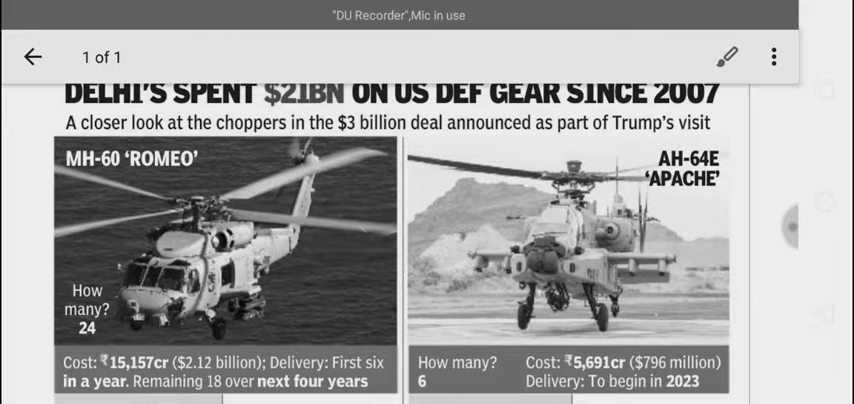 "DU Recorder",Mic in use
1 of 1
DELHI'S SPENT $21BN ON US DEF GEAR SINCE 2007
A closer look at the choppers in the $3 billion deal announced as part of Trump's visit
MH-60 'ROMEO'
How
many?
24
Cost: ₹15,157cr ($2.12 billion); Delivery: First six
in a year. Remaining 18 over next four years
AH-64E
'APACHE'
How many?
6
Cost: ₹5,691cr ($796 million)
Delivery: To begin in 2023